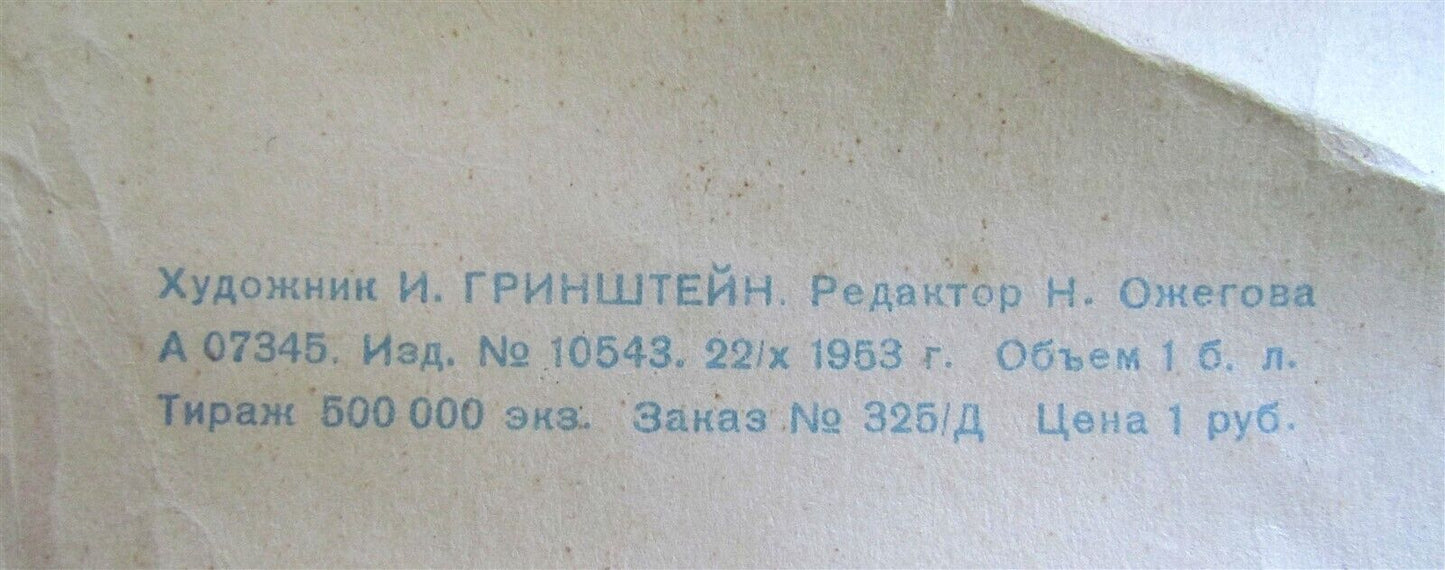 Художник И. ГРИНШТЕЙН. Редактор Н. Ожегова
А 07345. Изд. № 10543. 22/х 1953 г. Объем 1 б. л.
Тираж 500 000 экз. Заказ № 325/Д Цена 1 руб.